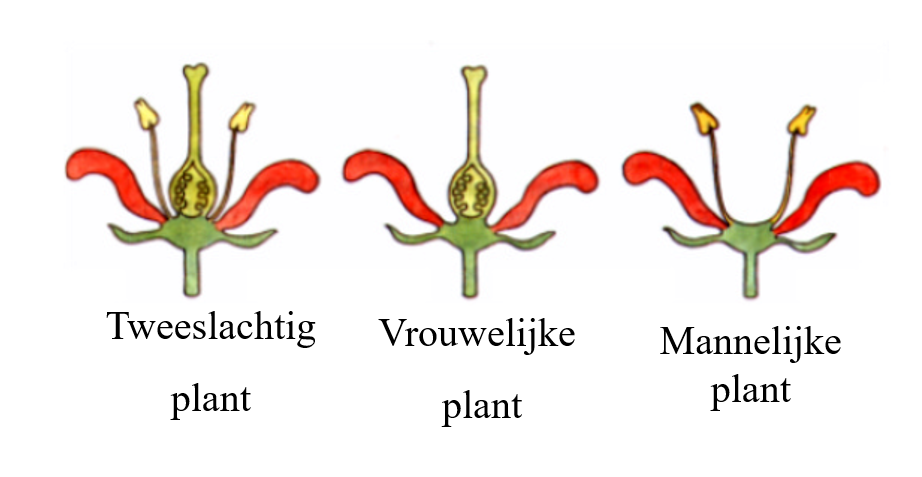 Tweeslachtig
plant
Vrouwelijke
plant
Mannelijke
plant